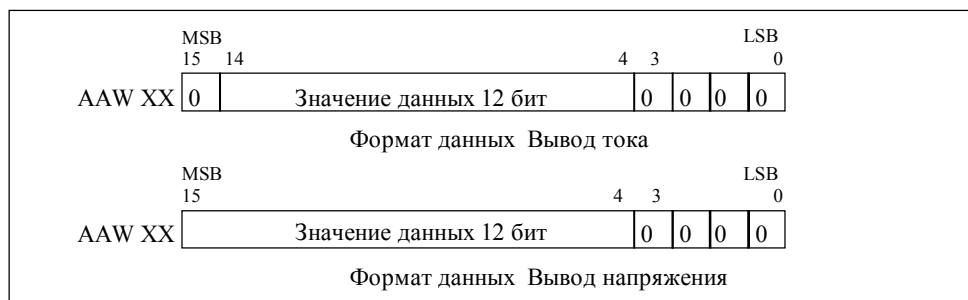 MSB LSB
15 14 4 3 0
AAW XX 0 Значение данных 12 бит 0 0 0 0
Формат данных Вывод тока
MSB LSB
15 4 3 0
AAW XX Значение данных 12 бит 0 0 0 0
Формат данных Вывод напряжения